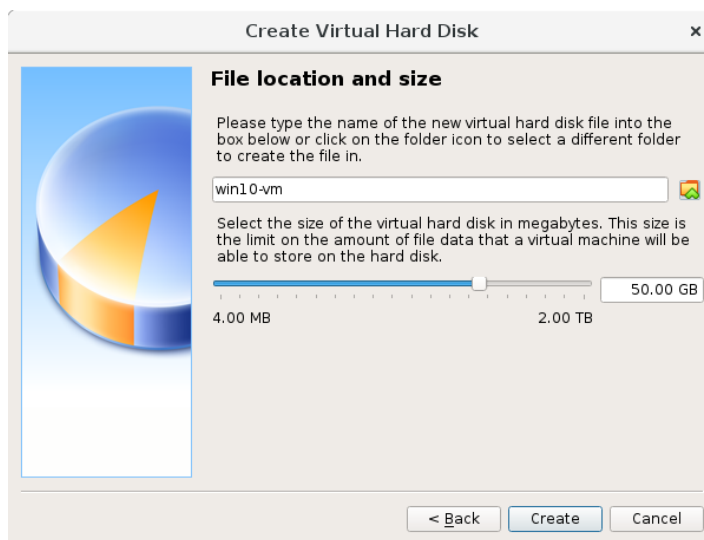 Create Virtual Hard Disk
File location and size
Please type the name of the new virtual hard disk file into the
box below or click on the folder icon to select a different folder
to create the file in.
win10-vm
Select the size of the virtual hard disk in megabytes. This size is
the limit on the amount of file data that a virtual machine will be
able to store on the hard disk.
50.00 GB
4.00 MB 2.00 TB
< Back Create Cancel